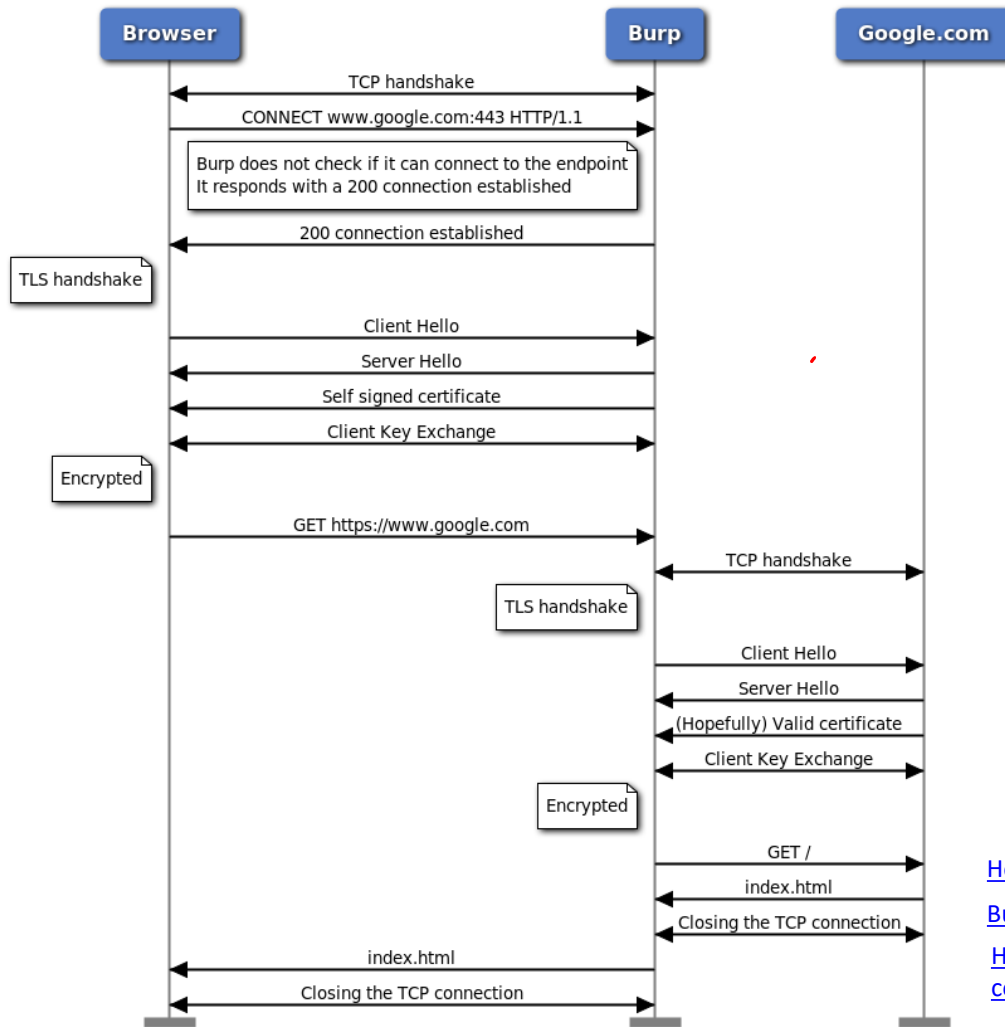 Browser
Burp
Google.com
TCP handshake
CONNECT www.google.com:443 HTTP/1.1
Burp does not check if it can connect to the endpoint
It responds with a 200 connection established
200 connection established
TLS handshake
Client Hello
Server Hello
Self signed certificate
Client Key Exchange
Encrypted
GET https://www.google.com
TCP handshake
TLS handshake
Client Hello
Server Hello
(Hopefully) Valid certificate
Client Key Exchange
Encrypted
GET /
index.html
Closing the TCP connection
index.html
Closing the TCP connection